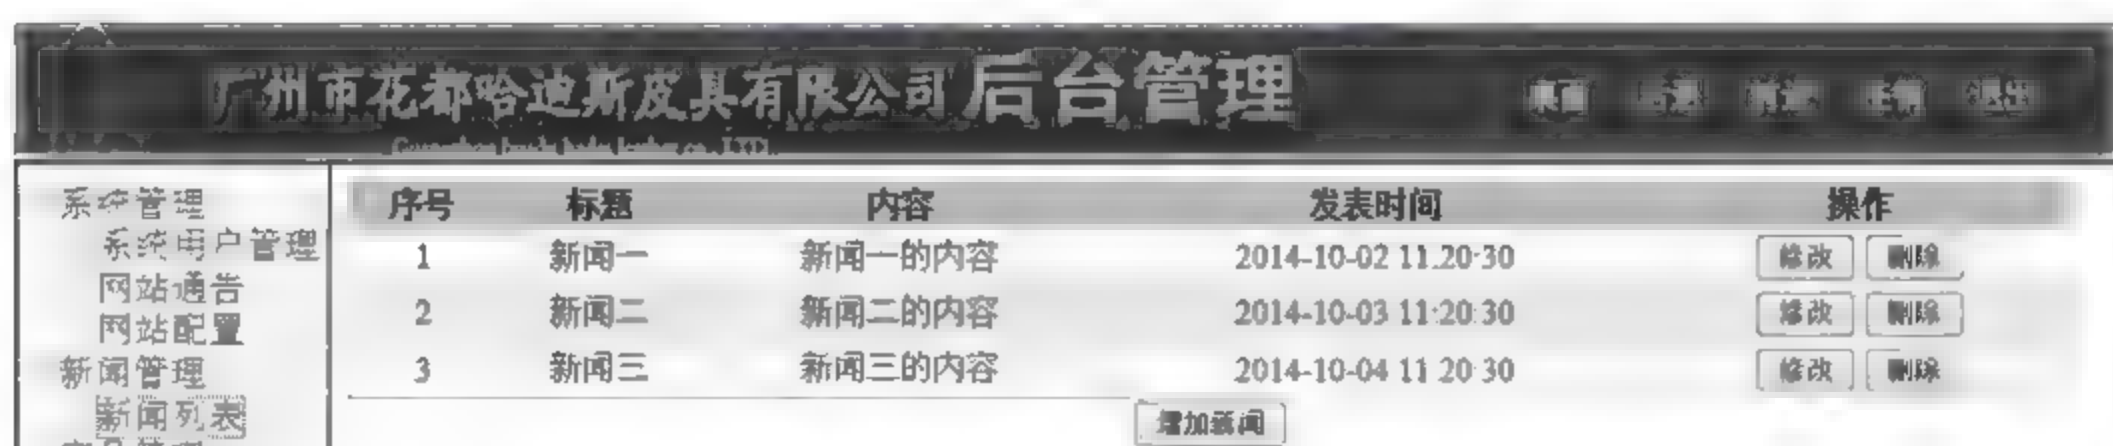 广州市花都哈迪斯皮具有限公司后台管理
系统管理
系统用户管理
网站通告
网站配置
新闻管理
新闻列表
序号 标题 内容 发表时间 操作
1 新闻一 新闻一的内容 2014-10-02 11:20:30 修改 删除
2 新闻二 新闻二的内容 2014-10-03 11:20:30 修改 删除
3 新闻三 新闻三的内容 2014-10-04 11:20:30 修改 删除
增加新闻